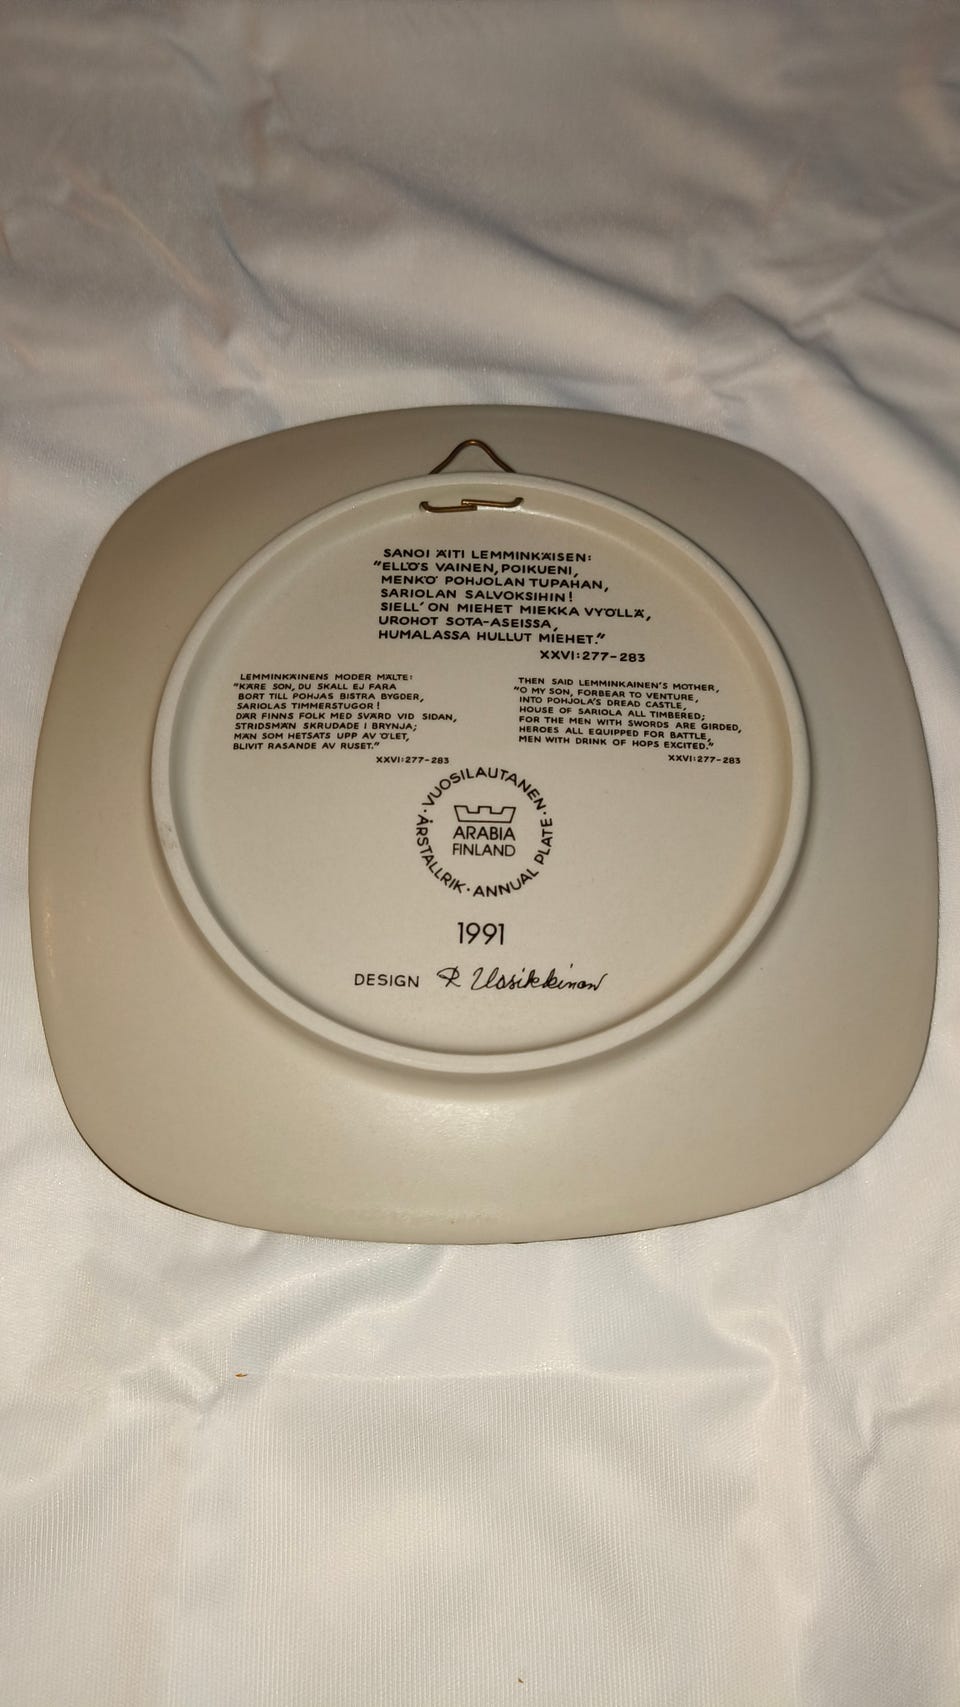 SANOI ÄITI LEMMINKÄISEN:
"ELLÖS VAINEN, POIKUENI,
MENKÖ POHJOLAN TUPAHAN,
SARIOLAN SALVOKSIHIN!
SIELL' ON MIEHET MIEKKA VYÖLLÄ,
UROHOT SOTA-ASEISSA,
HUMALASSA HULLUT MIEHET."
XXVI:277-283
LEMMINKÄINENS MODER MÄLTE:
"KÄRE SON, DU SKALL EJ FARA
BORT TILL POHJAS BISTRA BYGDER,
SARIOLAS TIMMERSTUGOR!
DÄR FINNS FOLK MED SVÄRD VID SIDAN,
STRIDSMÄN SKRUDADE I BRYNJA;
MÄN SOM HETSATS UPP AV ÖLET,
BLIVIT RASANDE AV RUSET."
XXVI:277-283
THEN SAID LEMMINKAINEN'S MOTHER,
"O MY SON, FORBEAR TO VENTURE,
INTO POHJOLA'S DREAD CASTLE,
HOUSE OF SARIOLA ALL TIMBERED;
FOR THE MEN WITH SWORDS ARE GIRDED,
HEROES ALL EQUIPPED FOR BATTLE,
MEN WITH DRINK OF HOPS EXCITED."
XXVI:277-283
· VUOSILAUTANEN · ANNUAL PLATE · ÅRSTALLRIK
ARABIA
FINLAND
1991
DESIGN R Uosikkinen